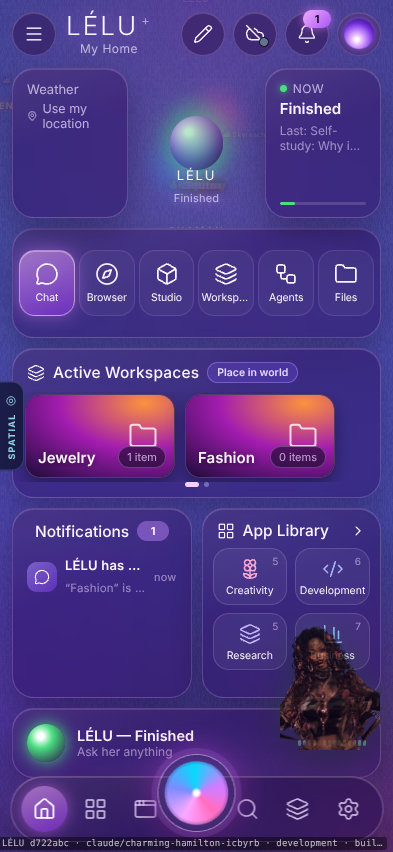 LÉLU +
My Home
1
Weather
Use my
location
LÉLU
Finished
NOW
Finished
Last: Self-
study: Why i...
Chat
Browser
Studio
Worksp...
Agents
Files
Active Workspaces
Place in world
SPATIAL
Jewelry
1 item
Fashion
0 items
Notifications
1
LÉLU has ...
"Fashion" is ...
now
App Library
5
Creativity
6
Development
5
Research
7
LÉLU — Finished
Ask her anything
LÉLU d722abc · claude/charming-hamilton-icbyrb · development · buil…